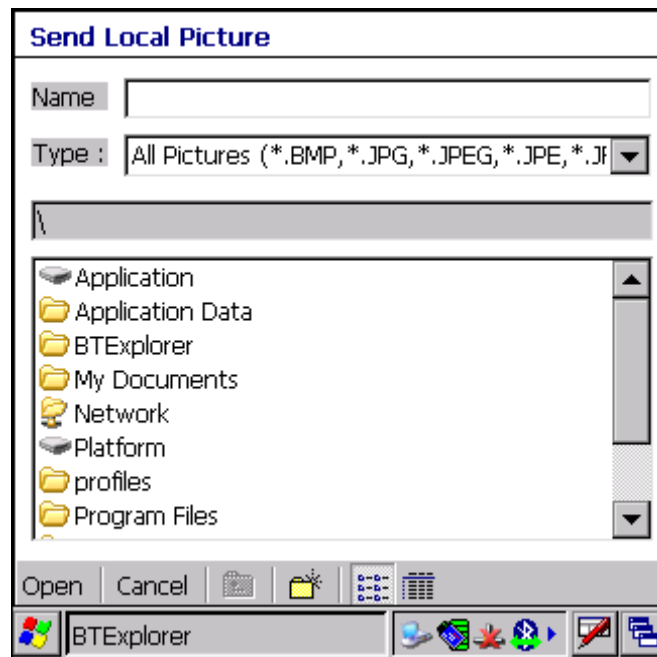 Send Local Picture
Name
Type : All Pictures (*.BMP,*.JPG,*.JPEG,*.JPE,*.
\
Application
Application Data
BTExplorer
My Documents
Network
Platform
profiles
Program Files
Open Cancel
BTExplorer